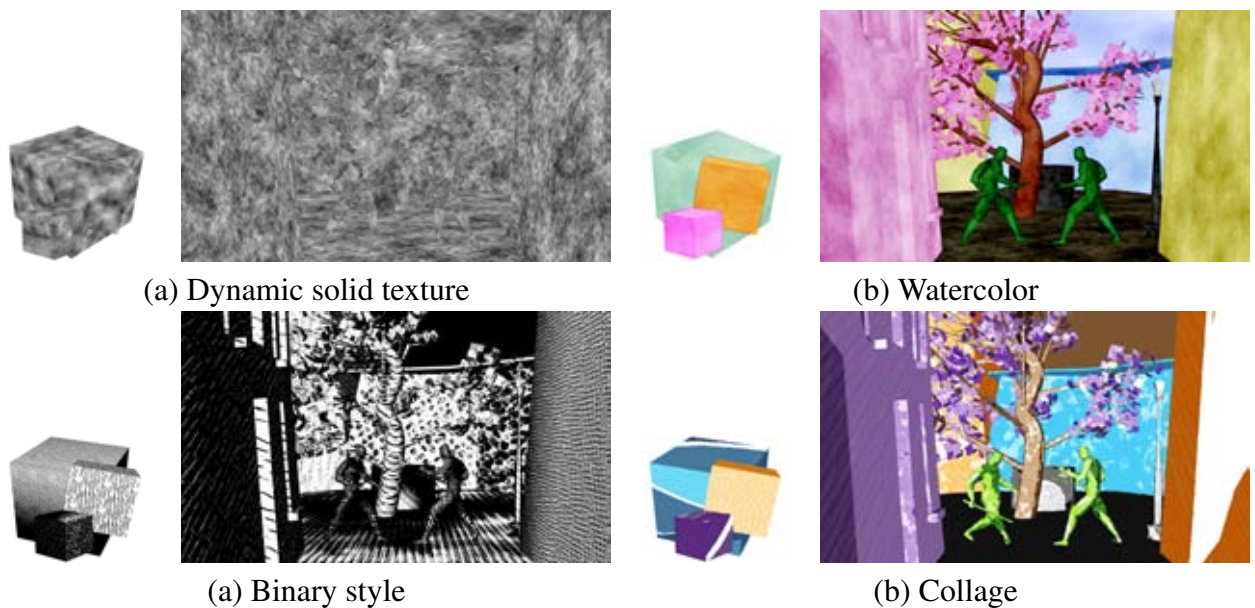 (a) Dynamic solid texture
(b) Watercolor
(a) Binary style
(b) Collage